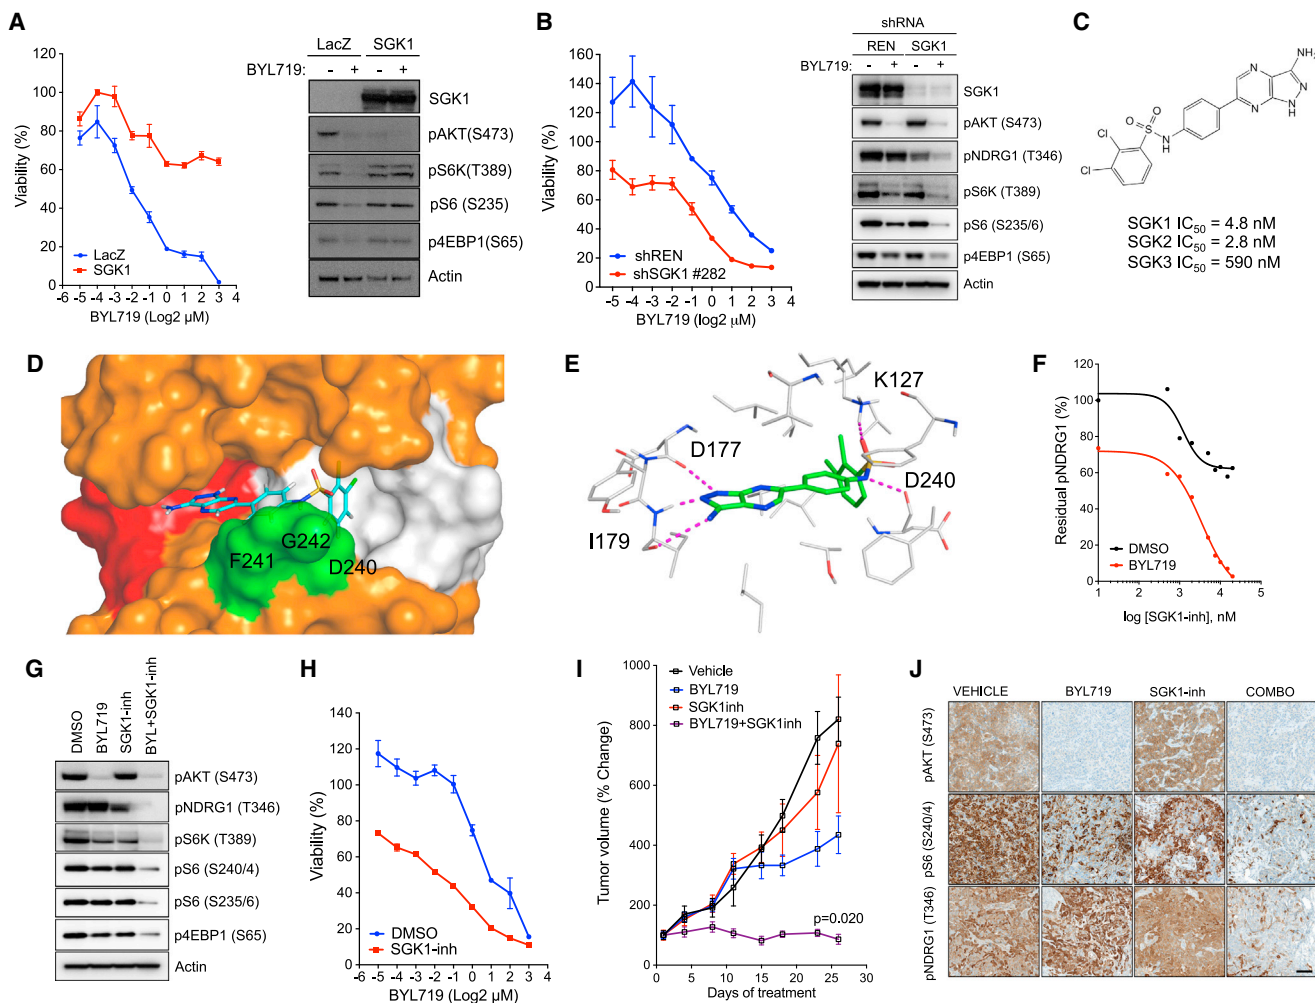 A
120
100
80
60
40
20
0
Viability (%)
LacZ
SGK1
-6 -5 -4 -3 -2 -1 0 1 2 3 4
BYL719 (Log2 µM)
LacZ SGK1
BYL719: - + - +
SGK1
pAKT(S473)
pS6K(T389)
pS6 (S235)
p4EBP1(S65)
Actin
B
160
140
120
100
80
60
40
20
0
Viability (%)
shREN
shSGK1 #282
-6 -5 -4 -3 -2 -1 0 1 2 3 4
BYL719 (log2 µM)
shRNA
REN SGK1
BYL719: - + - +
SGK1
pAKT (S473)
pNDRG1 (T346)
pS6K (T389)
pS6 (S235/6)
p4EBP1 (S65)
Actin
C
NH2
N
N
N
N
N
H
O
O
S
N
H
Cl
Cl
SGK1 IC50 = 4.8 nM
SGK2 IC50 = 2.8 nM
SGK3 IC50 = 590 nM
D
F241
G242
D240
E
K127
D177
D240
I179
F
120
105
90
75
60
45
30
15
0
Residual pNDRG1 (%)
DMSO
BYL719
1 2 3 4 5
log [SGK1-inh], nM
G
DMSO
BYL719
SGK1-inh
BYL+SGK1-inh
pAKT (S473)
pNDRG1 (T346)
pS6K (T389)
pS6 (S240/4)
pS6 (S235/6)
p4EBP1 (S65)
Actin
H
140
120
100
80
60
40
20
0
Viability (%)
DMSO
SGK1-inh
-6 -5 -4 -3 -2 -1 0 1 2 3 4
BYL719 (Log2 µM)
I
1000
800
600
400
200
0
Tumor volume (% Change)
Vehicle
BYL719
SGK1inh
BYL719+SGK1inh
p=0.020
0 5 10 15 20 25 30
Days of treatment
J
VEHICLE BYL719 SGK1-inh COMBO
pAKT (S473)
pS6 (S240/4)
pNDRG1 (T346)